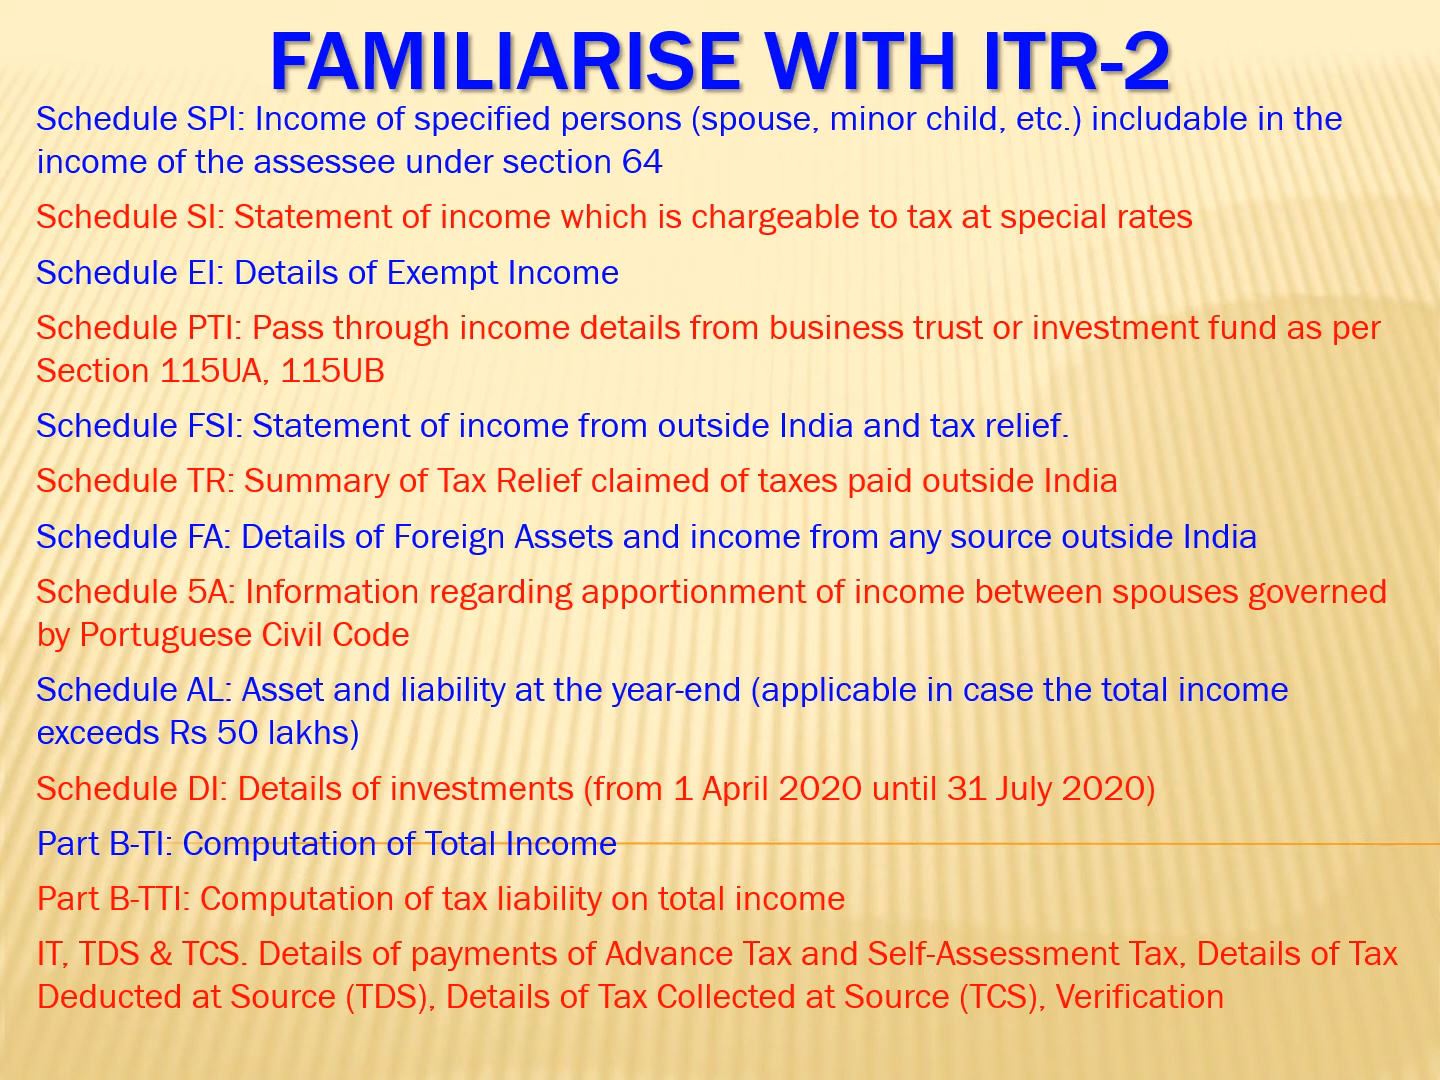 FAMILIARISE WITH ITR-2
Schedule SPI: Income of specified persons (spouse, minor child, etc.) includable in the
income of the assessee under section 64
Schedule SI: Statement of income which is chargeable to tax at special rates
Schedule EI: Details of Exempt Income
Schedule PTI: Pass through income details from business trust or investment fund as per
Section 115UA, 115UB
Schedule FSI: Statement of income from outside India and tax relief.
Schedule TR: Summary of Tax Relief claimed of taxes paid outside India
Schedule FA: Details of Foreign Assets and income from any source outside India
Schedule 5A: Information regarding apportionment of income between spouses governed
by Portuguese Civil Code
Schedule AL: Asset and liability at the year-end (applicable in case the total income
exceeds Rs 50 lakhs)
Schedule DI: Details of investments (from 1 April 2020 until 31 July 2020)
Part B-TI: Computation of Total Income
Part B-TTI: Computation of tax liability on total income
IT, TDS & TCS. Details of payments of Advance Tax and Self-Assessment Tax, Details of Tax
Deducted at Source (TDS), Details of Tax Collected at Source (TCS), Verification